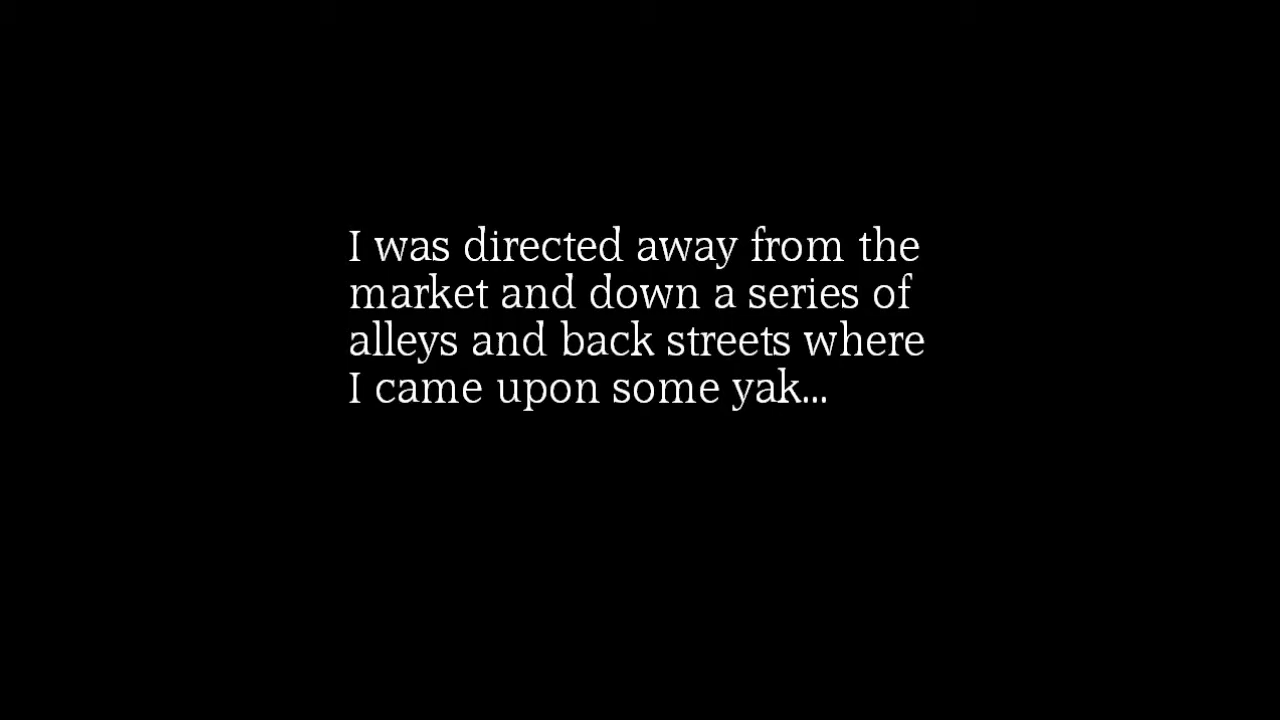 I was directed away from the
market and down a series of
alleys and back streets where
I came upon some yak...